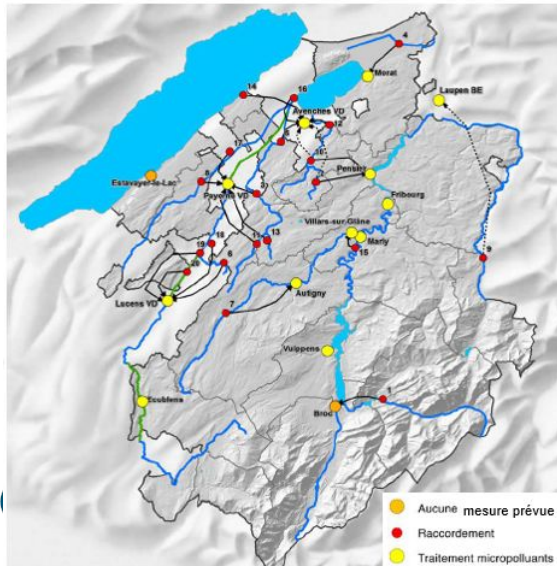 4
14
16
Morat
Laupen BE
Avenches VD
12
Estavayer-le-Lac
8
Payerne VD
Pensier
Fribourg
Villars-sur-Glâne
Marly
15
18
19
20
6
11
13
9
Lucens VD
7
Autigny
Vuippens
Ecublens
Broc
1
Aucune mesure prévue
Raccordement
Traitement micropolluants